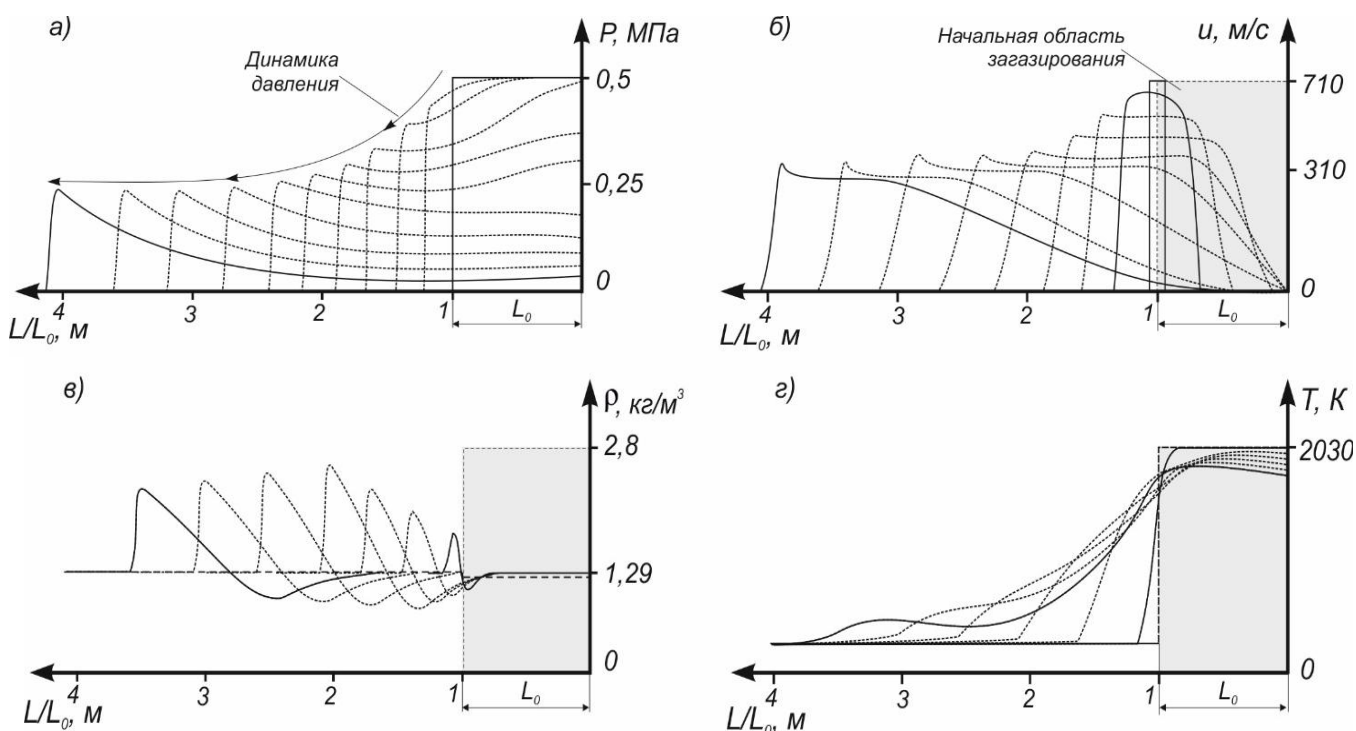 а)
P, МПа
Динамика
давления
0,5
0,25
0
4
3
2
1
L₀
L/L₀, м
б)
u, м/с
Начальная область
загазирования
710
310
0
4
3
2
1
L₀
L/L₀, м
в)
ρ, кг/м³
2,8
1,29
0
4
3
2
1
L₀
L/L₀, м
г)
T, К
2030
0
4
3
2
1
L₀
L/L₀, м